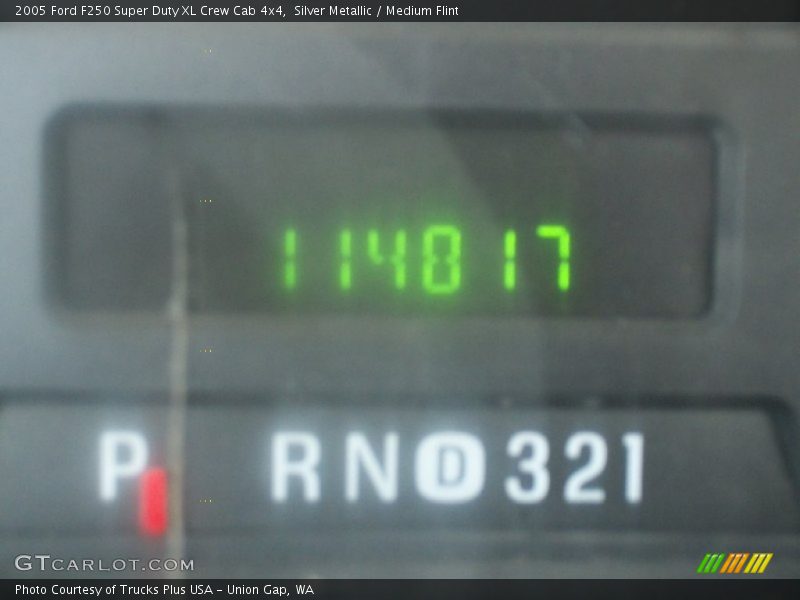 2005 Ford F250 Super Duty XL Crew Cab 4x4, Silver Metallic / Medium Flint
114817
P R N D 3 2 1
GTCARLOT.COM
Photo Courtesy of Trucks Plus USA - Union Gap, WA